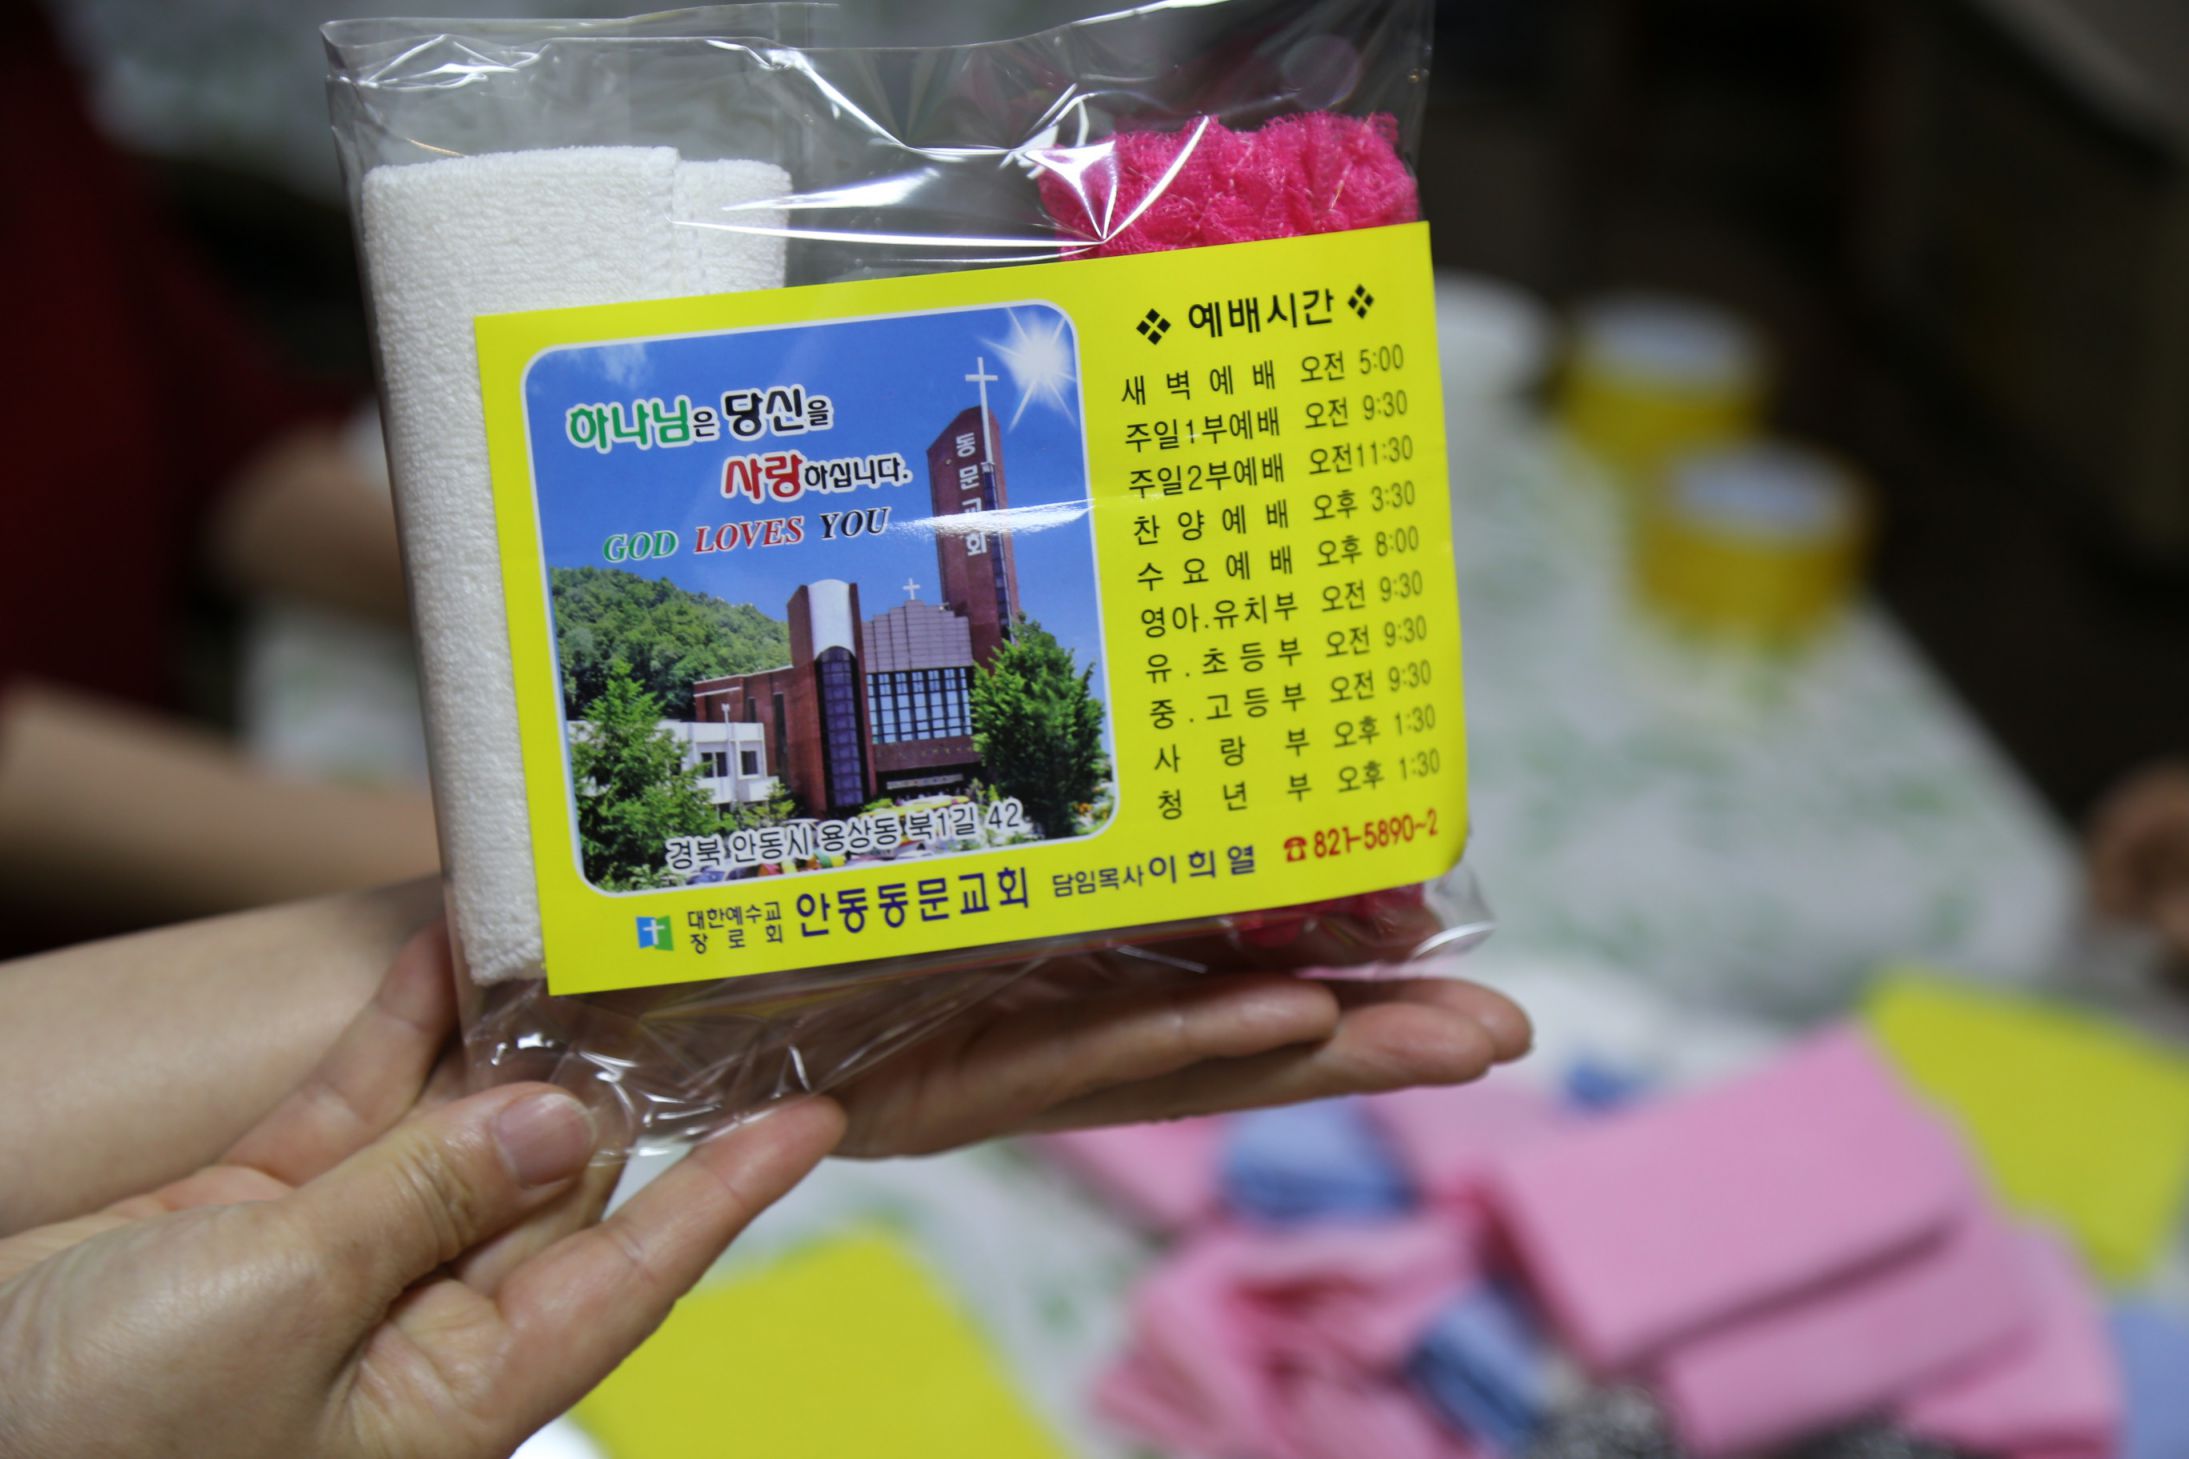 하나님은 당신을
사랑하십니다.
GOD LOVES YOU
동문교회
경북 안동시 용상동 북1길 42
❖ 예배시간 ❖
새벽예배 오전 5:00
주일1부예배 오전 9:30
주일2부예배 오전11:30
찬양예배 오후 3:30
수요예배 오후 8:00
영아.유치부 오전 9:30
유.초등부 오전 9:30
중.고등부 오전 9:30
사랑부 오후 1:30
청년부 오후 1:30
대한예수교
장로회
안동동문교회 담임목사 이희열 ☎821-5890~2